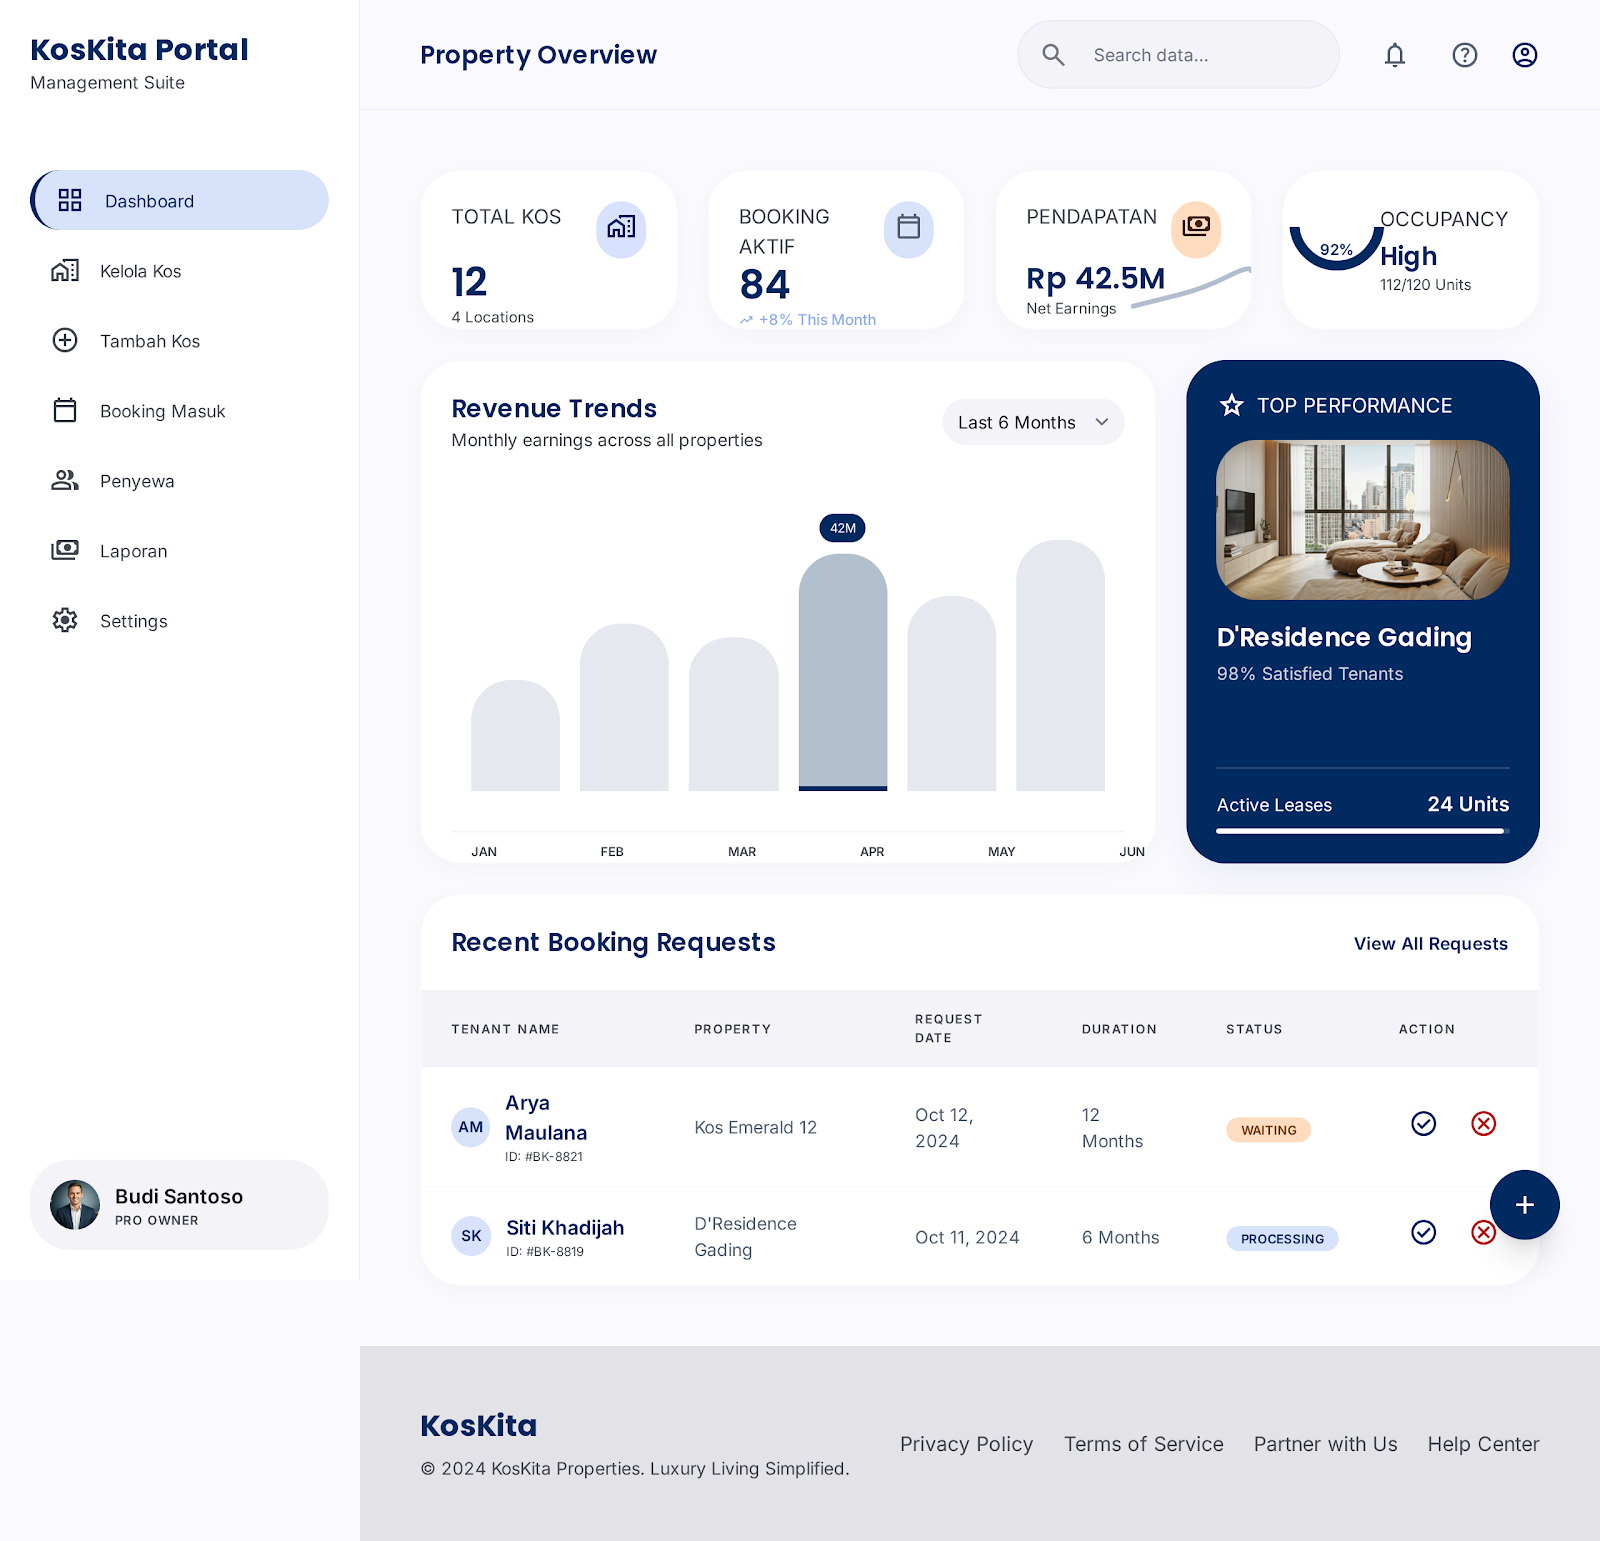 KosKita Portal
Management Suite
Dashboard
Kelola Kos
Tambah Kos
Booking Masuk
Penyewa
Laporan
Settings
Budi Santoso
PRO OWNER
Property Overview
Search data...
TOTAL KOS
12
4 Locations
BOOKING
AKTIF
84
+8% This Month
PENDAPATAN
Rp 42.5M
Net Earnings
92%
OCCUPANCY
High
112/120 Units
Revenue Trends
Monthly earnings across all properties
Last 6 Months
42M
JAN FEB MAR APR MAY JUN
TOP PERFORMANCE
D'Residence Gading
98% Satisfied Tenants
Active Leases 24 Units
Recent Booking Requests
View All Requests
TENANT NAME PROPERTY REQUEST DATE DURATION STATUS ACTION
AM
Arya
Maulana
ID: #BK-8821
Kos Emerald 12
Oct 12,
2024
12
Months
WAITING
SK
Siti Khadijah
ID: #BK-8819
D'Residence
Gading
Oct 11, 2024
6 Months
PROCESSING
KosKita
© 2024 KosKita Properties. Luxury Living Simplified.
Privacy Policy Terms of Service Partner with Us Help Center